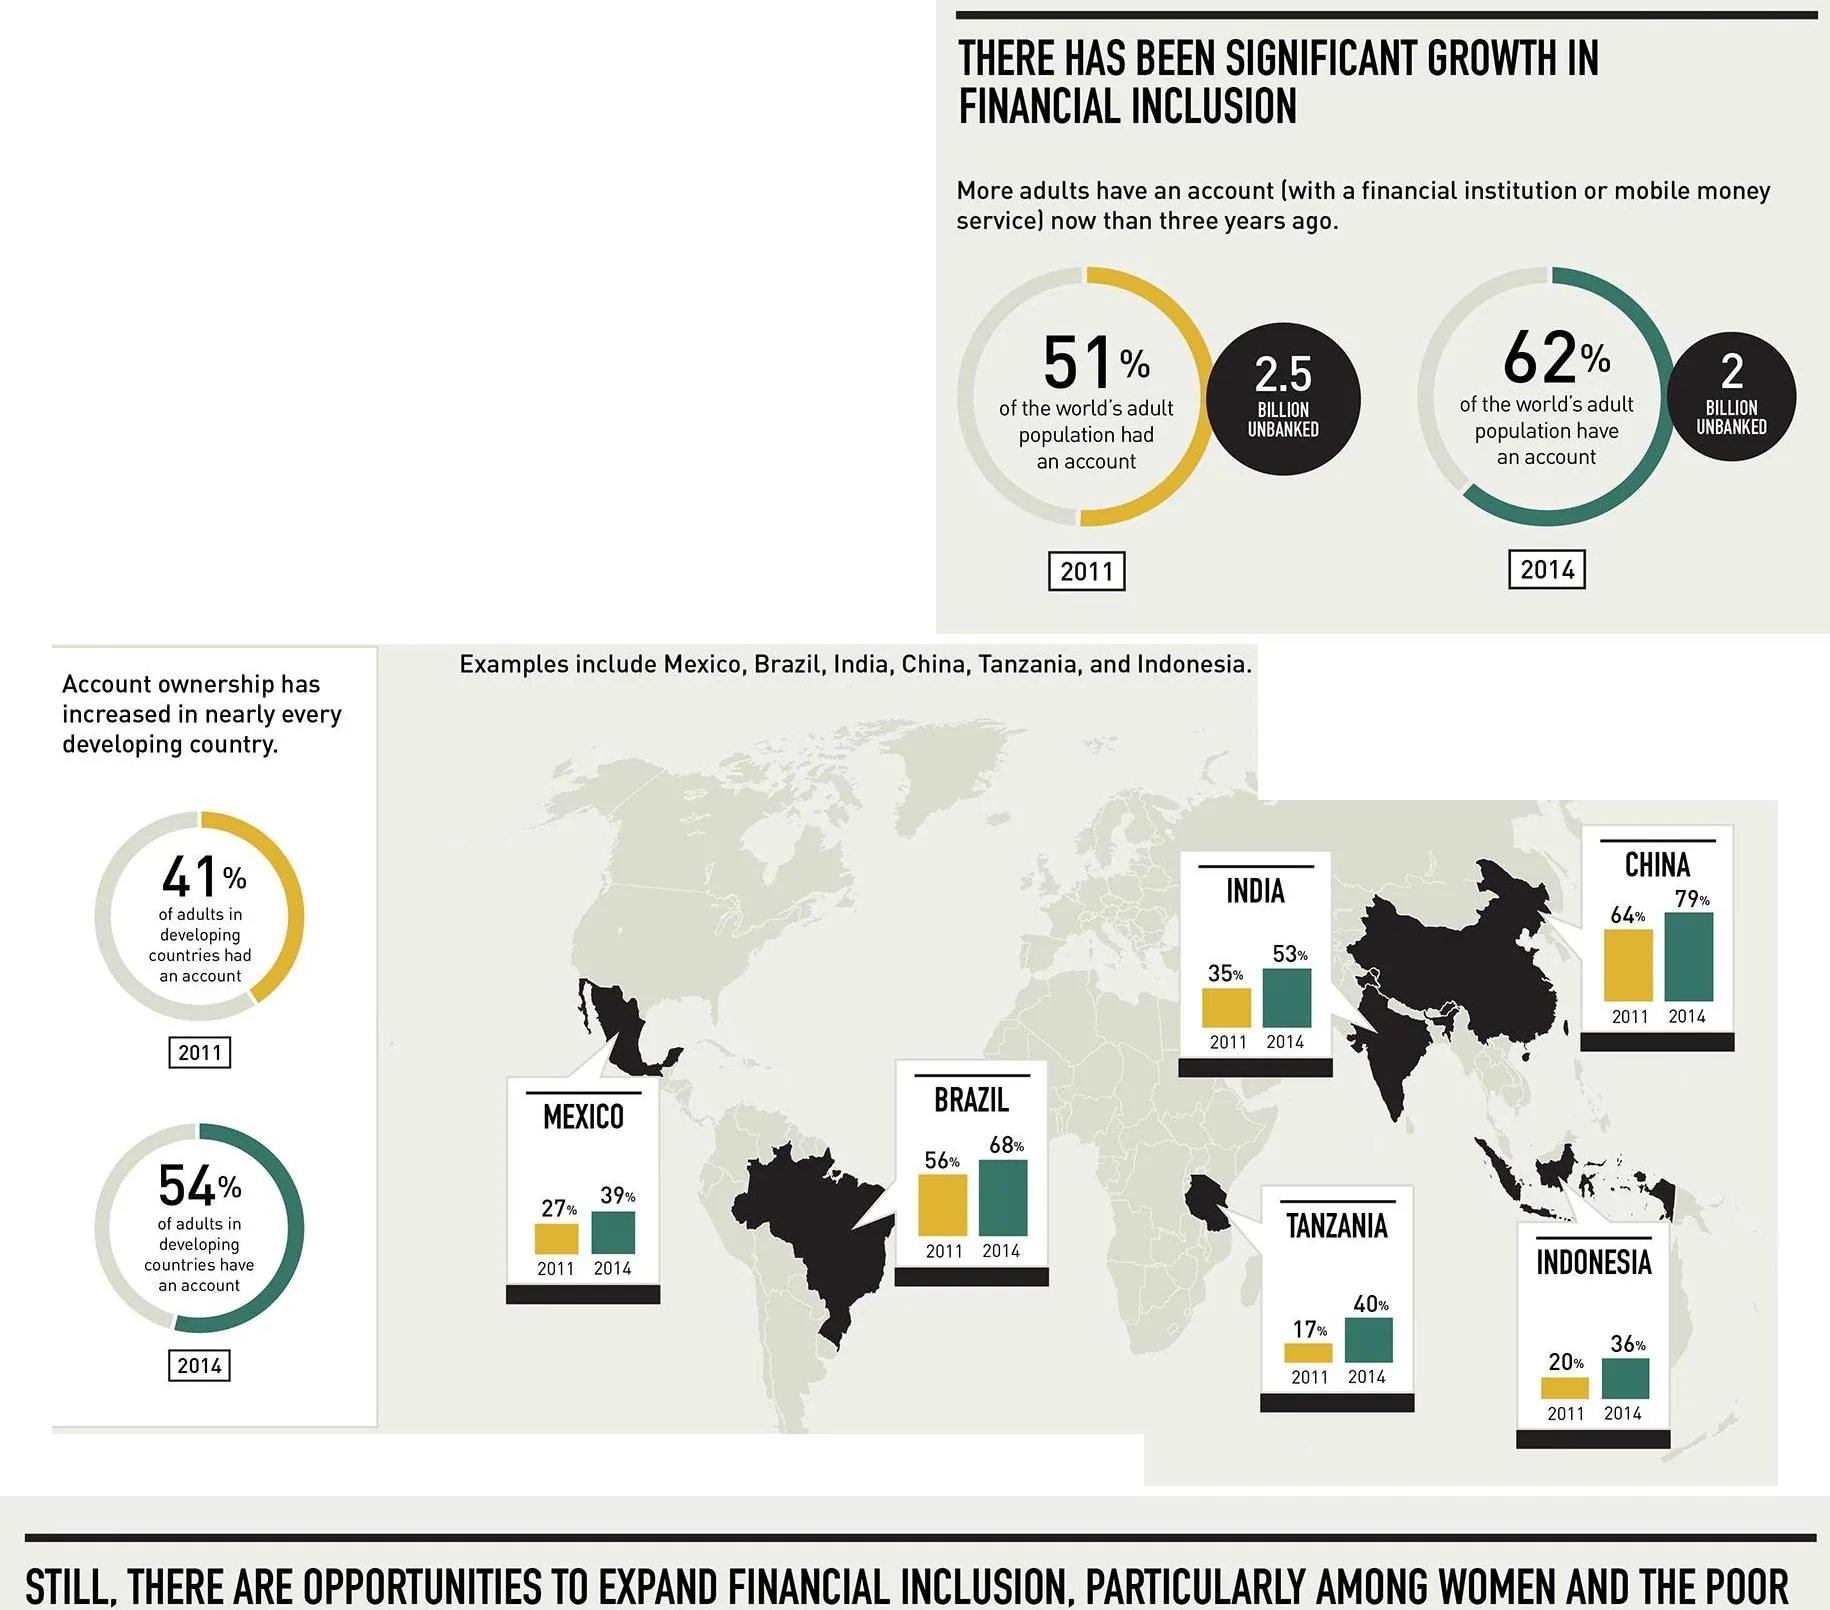 THERE HAS BEEN SIGNIFICANT GROWTH IN
FINANCIAL INCLUSION
More adults have an account (with a financial institution or mobile money
service) now than three years ago.
51%
of the world's adult
population had
an account
2.5
BILLION
UNBANKED
2011
62%
of the world's adult
population have
an account
2
BILLION
UNBANKED
2014
Account ownership has
increased in nearly every
developing country.
41%
of adults in
developing
countries had
an account
2011
54%
of adults in
developing
countries have
an account
2014
Examples include Mexico, Brazil, India, China, Tanzania, and Indonesia.
MEXICO
27% 39%
2011 2014
BRAZIL
56% 68%
2011 2014
INDIA
35% 53%
2011 2014
CHINA
64% 79%
2011 2014
TANZANIA
17% 40%
2011 2014
INDONESIA
20% 36%
2011 2014
STILL, THERE ARE OPPORTUNITIES TO EXPAND FINANCIAL INCLUSION, PARTICULARLY AMONG WOMEN AND THE POOR